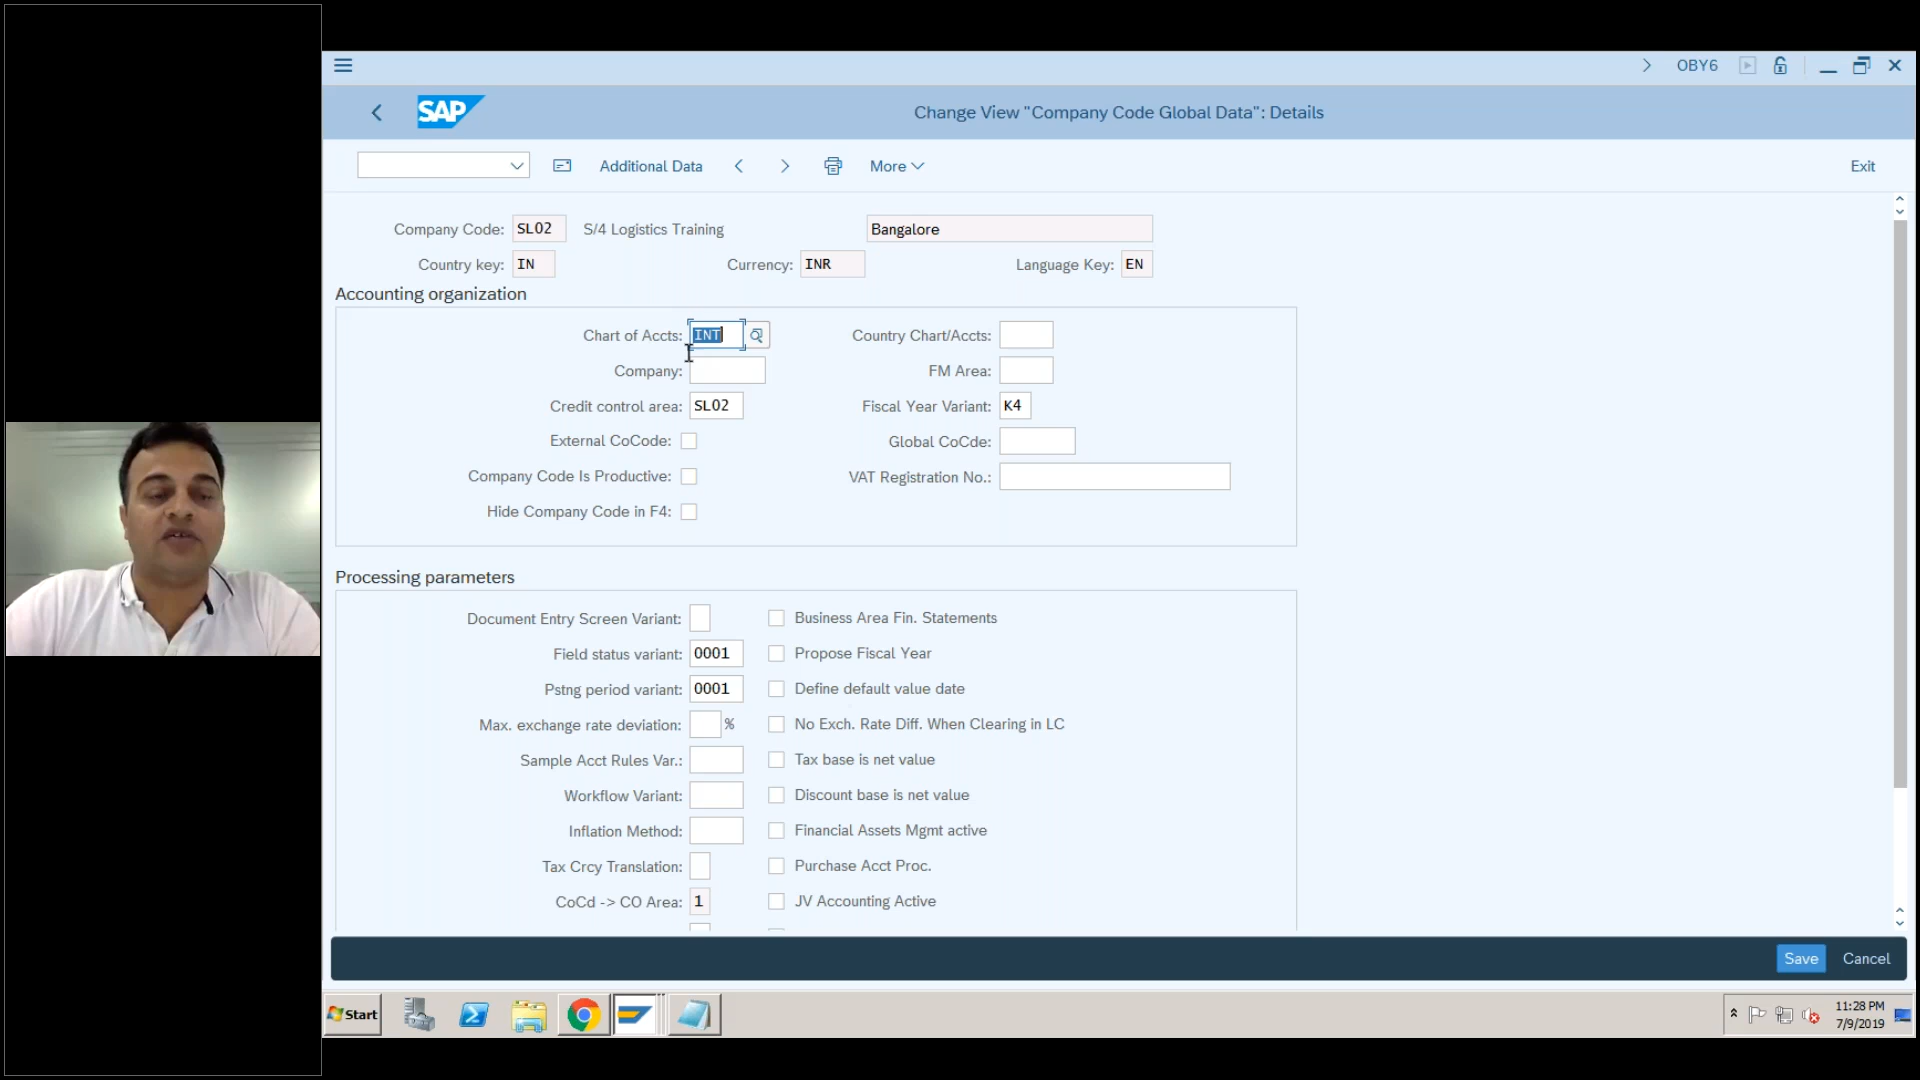 OBY6
SAP
Change View "Company Code Global Data": Details
Additional Data
More
Exit
Company Code: SL02 S/4 Logistics Training Bangalore
Country key: IN Currency: INR Language Key: EN
Accounting organization
Chart of Accts: INT Country Chart/Accts:
Company: FM Area:
Credit control area: SL02 Fiscal Year Variant: K4
External CoCode: Global CoCde:
Company Code Is Productive: VAT Registration No.:
Hide Company Code in F4:
Processing parameters
Document Entry Screen Variant: Business Area Fin. Statements
Field status variant: 0001 Propose Fiscal Year
Pstng period variant: 0001 Define default value date
Max. exchange rate deviation: % No Exch. Rate Diff. When Clearing in LC
Sample Acct Rules Var.: Tax base is net value
Workflow Variant: Discount base is net value
Inflation Method: Financial Assets Mgmt active
Tax Crcy Translation: Purchase Acct Proc.
CoCd -> CO Area: 1 JV Accounting Active
Save Cancel
Start
11:28 PM
7/9/2019